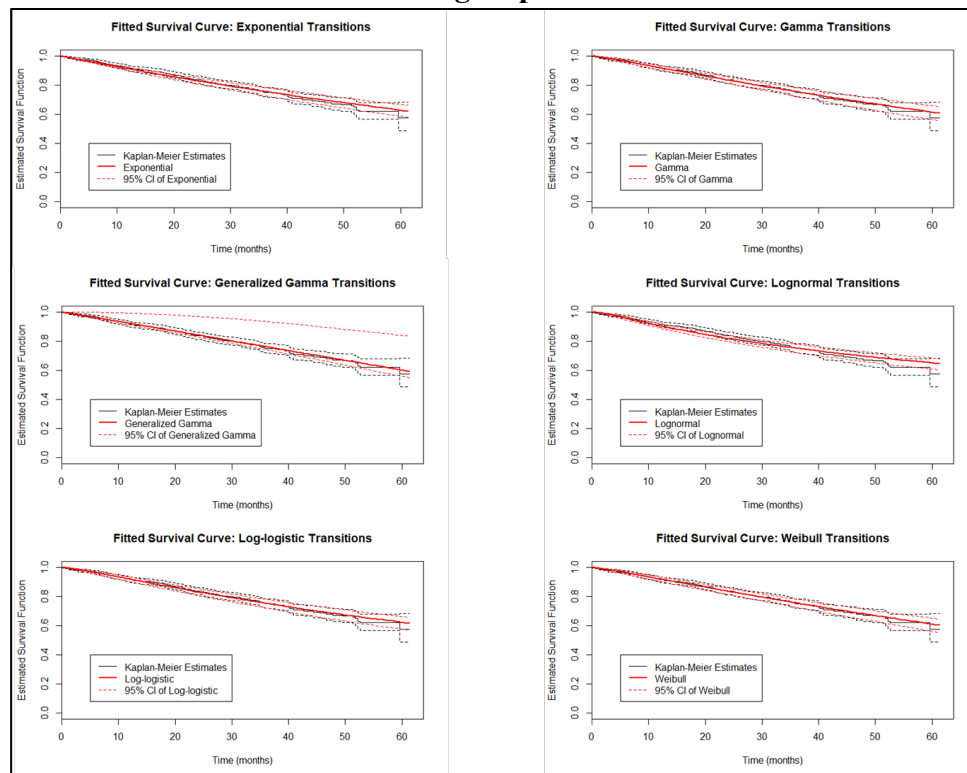 Fitted Survival Curve: Exponential Transitions
Estimated Survival Function
0.0 0.2 0.4 0.6 0.8 1.0
Kaplan-Meier Estimates
Exponential
95% CI of Exponential
0 10 20 30 40 50 60
Time (months)
Fitted Survival Curve: Gamma Transitions
Estimated Survival Function
0.0 0.2 0.4 0.6 0.8 1.0
Kaplan-Meier Estimates
Gamma
95% CI of Gamma
0 10 20 30 40 50 60
Time (months)
Fitted Survival Curve: Generalized Gamma Transitions
Estimated Survival Function
0.0 0.2 0.4 0.6 0.8 1.0
Kaplan-Meier Estimates
Generalized Gamma
95% CI of Generalized Gamma
0 10 20 30 40 50 60
Time (months)
Fitted Survival Curve: Lognormal Transitions
Estimated Survival Function
0.0 0.2 0.4 0.6 0.8 1.0
Kaplan-Meier Estimates
Lognormal
95% CI of Lognormal
0 10 20 30 40 50 60
Time (months)
Fitted Survival Curve: Log-logistic Transitions
Estimated Survival Function
0.0 0.2 0.4 0.6 0.8 1.0
Kaplan-Meier Estimates
Log-logistic
95% CI of Log-logistic
0 10 20 30 40 50 60
Time (months)
Fitted Survival Curve: Weibull Transitions
Estimated Survival Function
0.0 0.2 0.4 0.6 0.8 1.0
Kaplan-Meier Estimates
Weibull
95% CI of Weibull
0 10 20 30 40 50 60
Time (months)